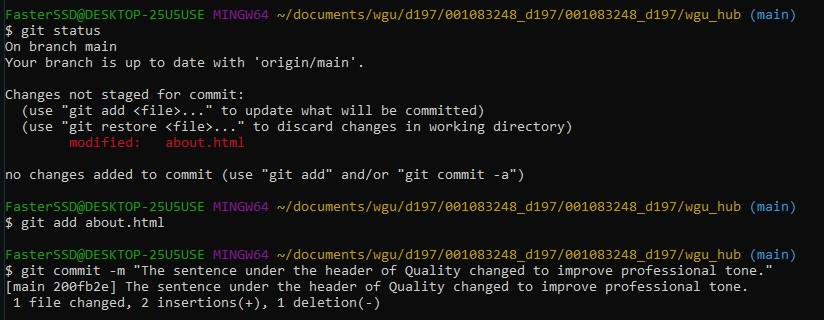 FasterSSD@DESKTOP-25U5USE MINGW64 ~/documents/wgu/d197/001083248_d197/001083248_d197/wgu_hub (main)
$ git status
On branch main
Your branch is up to date with 'origin/main'.
Changes not staged for commit:
  (use "git add <file>..." to update what will be committed)
  (use "git restore <file>..." to discard changes in working directory)
        modified:   about.html
no changes added to commit (use "git add" and/or "git commit -a")
FasterSSD@DESKTOP-25U5USE MINGW64 ~/documents/wgu/d197/001083248_d197/001083248_d197/wgu_hub (main)
$ git add about.html
FasterSSD@DESKTOP-25U5USE MINGW64 ~/documents/wgu/d197/001083248_d197/001083248_d197/wgu_hub (main)
$ git commit -m "The sentence under the header of Quality changed to improve professional tone."
[main 200fb2e] The sentence under the header of Quality changed to improve professional tone.
 1 file changed, 2 insertions(+), 1 deletion(-)